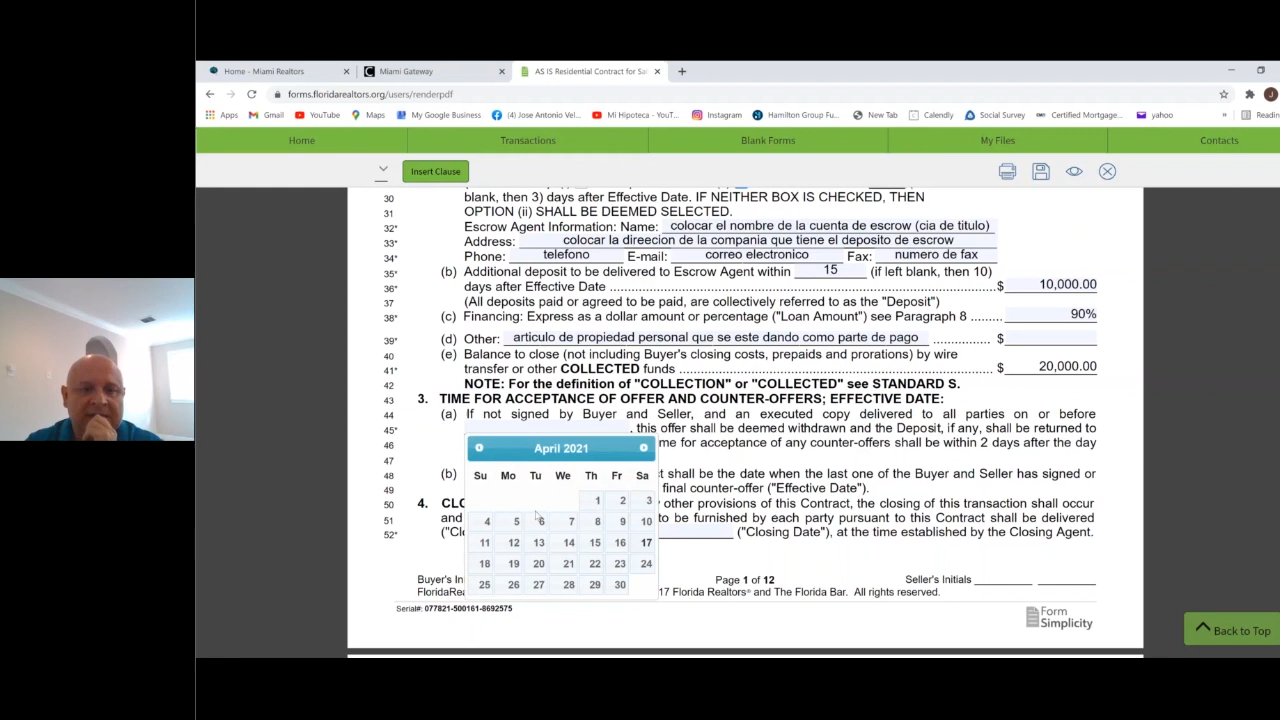 Home - Miami Realtors
Miami Gateway
AS IS Residential Contract for Sa
forms.floridarealtors.org/users/renderpdf
Apps Gmail YouTube Maps My Google Business (4) Jose Antonio Vel... Mi Hipoteca - YouT... Instagram Hamilton Group Fu... New Tab Calendly Social Survey Certified Mortgage... yahoo » Readin
Home Transactions Blank Forms My Files Contacts
Insert Clause
30 blank, then 3) days after Effective Date. IF NEITHER BOX IS CHECKED, THEN
31 OPTION (ii) SHALL BE DEEMED SELECTED.
32* Escrow Agent Information: Name: colocar el nombre de la cuenta de escrow (cia de titulo)
33* Address: colocar la direecion de la compania que tiene el deposito de escrow
34* Phone: telefono E-mail: correo electronico Fax: numero de fax
35* (b) Additional deposit to be delivered to Escrow Agent within 15 (if left blank, then 10)
36* days after Effective Date ........ $ 10,000.00
37 (All deposits paid or agreed to be paid, are collectively referred to as the "Deposit")
38* (c) Financing: Express as a dollar amount or percentage ("Loan Amount") see Paragraph 8 ......... 90%
39* (d) Other: articulo de propiedad personal que se este dando como parte de pago ................ $
40 (e) Balance to close (not including Buyer's closing costs, prepaids and prorations) by wire
41* transfer or other COLLECTED funds ........ $ 20,000.00
42 NOTE: For the definition of "COLLECTION" or "COLLECTED" see STANDARD S.
43 3. TIME FOR ACCEPTANCE OF OFFER AND COUNTER-OFFERS; EFFECTIVE DATE:
44 (a) If not signed by Buyer and Seller, and an executed copy delivered to all parties on or before
45* , this offer shall be deemed withdrawn and the Deposit, if any, shall be returned to
46 me for acceptance of any counter-offers shall be within 2 days after the day
47
48 (b) t shall be the date when the last one of the Buyer and Seller has signed or
49 final counter-offer ("Effective Date").
50 4. CLO other provisions of this Contract, the closing of this transaction shall occur
51 and to be furnished by each party pursuant to this Contract shall be delivered
52* ("Cl ("Closing Date"), at the time established by the Closing Agent.
April 2021
Su Mo Tu We Th Fr Sa
1 2 3
4 5 6 7 8 9 10
11 12 13 14 15 16 17
18 19 20 21 22 23 24
25 26 27 28 29 30
Buyer's In Page 1 of 12 Seller's Initials
FloridaRea 17 Florida Realtors® and The Florida Bar. All rights reserved.
Serial#: 077821-500161-8692575
Form
Simplicity
Back to Top